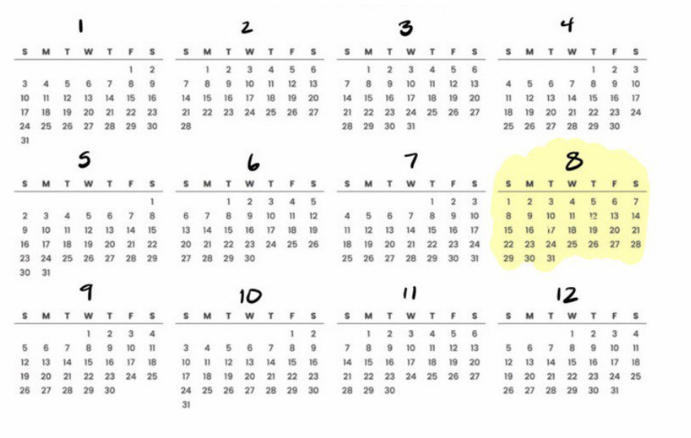 1
S M T W T F S
1 2
3 4 5 6 7 8 9
10 11 12 13 14 15 16
17 18 19 20 21 22 23
24 25 26 27 28 29 30
31
2
S M T W T F S
1 2 3 4 5 6
7 8 9 10 11 12 13
14 15 16 17 18 19 20
21 22 23 24 25 26 27
28
3
S M T W T F S
1 2 3 4 5 6
7 8 9 10 11 12 13
14 15 16 17 18 19 20
21 22 23 24 25 26 27
28 29 30 31
4
S M T W T F S
1 2 3
4 5 6 7 8 9 10
11 12 13 14 15 16 17
18 19 20 21 22 23 24
25 26 27 28 29 30
5
S M T W T F S
1
2 3 4 5 6 7 8
9 10 11 12 13 14 15
16 17 18 19 20 21 22
23 24 25 26 27 28 29
30 31
6
S M T W T F S
1 2 3 4 5
6 7 8 9 10 11 12
13 14 15 16 17 18 19
20 21 22 23 24 25 26
27 28 29 30
7
S M T W T F S
1 2 3
4 5 6 7 8 9 10
11 12 13 14 15 16 17
18 19 20 21 22 23 24
25 26 27 28 29 30 31
8
S M T W T F S
1 2 3 4 5 6 7
8 9 10 11 12 13 14
15 16 17 18 19 20 21
22 23 24 25 26 27 28
29 30 31
9
S M T W T F S
1 2 3 4
5 6 7 8 9 10 11
12 13 14 15 16 17 18
19 20 21 22 23 24 25
26 27 28 29 30
10
S M T W T F S
1 2
3 4 5 6 7 8 9
10 11 12 13 14 15 16
17 18 19 20 21 22 23
24 25 26 27 28 29 30
31
11
S M T W T F S
1 2 3 4 5 6
7 8 9 10 11 12 13
14 15 16 17 18 19 20
21 22 23 24 25 26 27
28 29 30
12
S M T W T F S
1 2 3 4
5 6 7 8 9 10 11
12 13 14 15 16 17 18
19 20 21 22 23 24 25
26 27 28 29 30 31